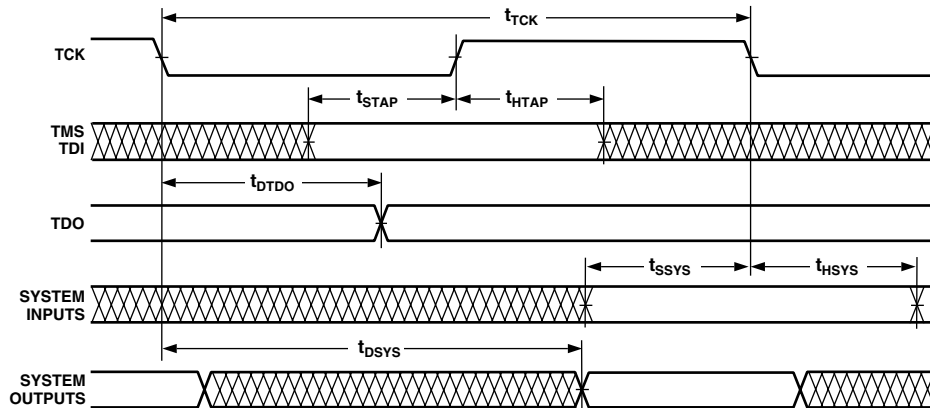 tTCK
TCK
tSTAP
tHTAP
TMS
TDI
tDTDO
TDO
tSSYS
tHSYS
SYSTEM
INPUTS
tDSYS
SYSTEM
OUTPUTS